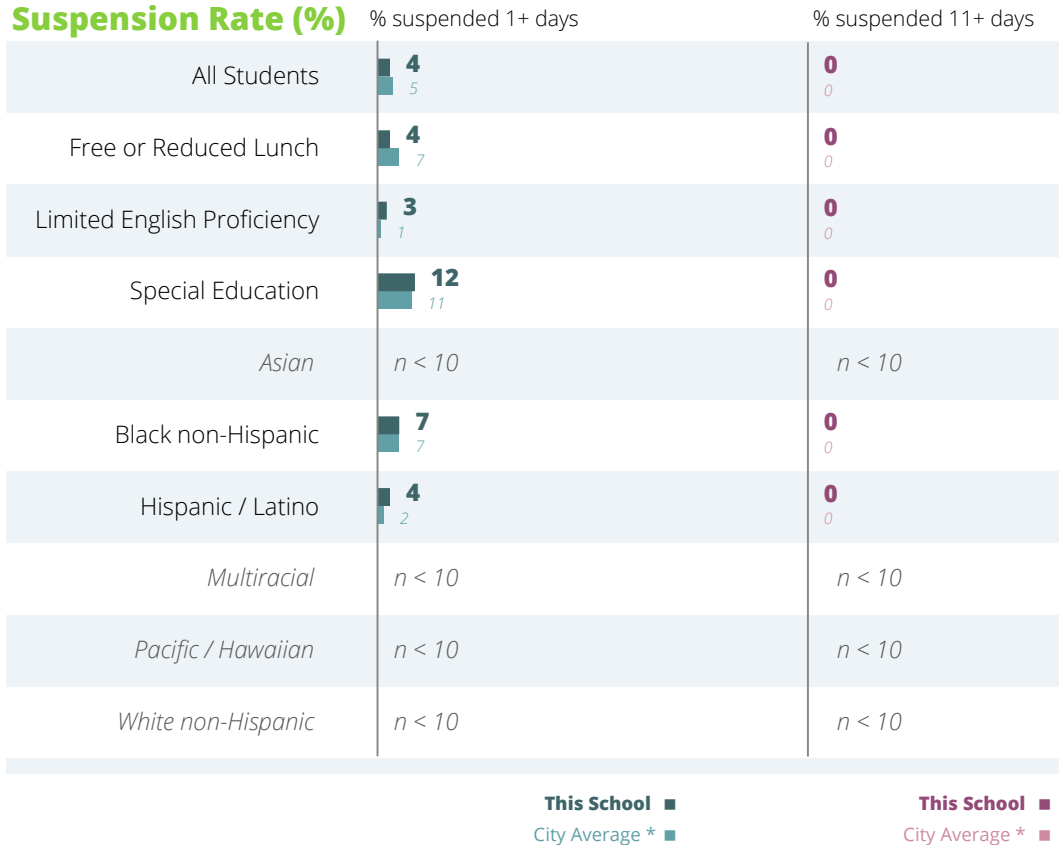 Suspension Rate (%) % suspended 1+ days % suspended 11+ days
All Students 4 0
5 0
Free or Reduced Lunch 4 0
7 0
Limited English Proficiency 3 0
1 0
Special Education 12 0
11 0
Asian n < 10 n < 10
Black non-Hispanic 7 0
7 0
Hispanic / Latino 4 0
2 0
Multiracial n < 10 n < 10
Pacific / Hawaiian n < 10 n < 10
White non-Hispanic n < 10 n < 10
This School This School
City Average * City Average *